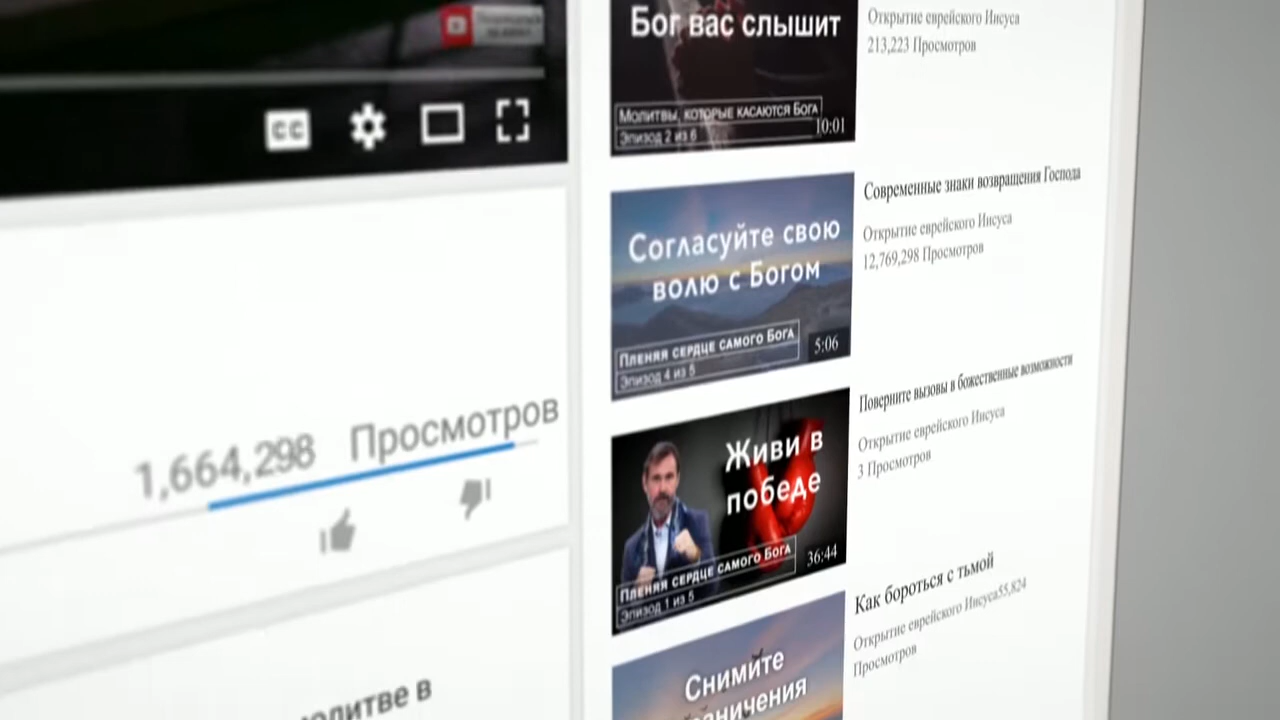 CC
1,664,298 Просмотров
литве в
Бог вас слышит
Молитвы, которые касаются Бога
Эпизод 2 из 6
10:01
Открытие еврейского Иисуса
213,223 Просмотров
Согласуйте свою
волю с Богом
Пленяя сердце самого Бога
Эпизод 4 из 5
5:06
Современные знаки возвращения Господа
Открытие еврейского Иисуса
12,769,298 Просмотров
Живи в
победе
Пленяя сердце самого Бога
Эпизод 1 из 5
36:44
Поверните вызовы в божественные возможности
Открытие еврейского Иисуса
3 Просмотров
Снимите
аничения
Как бороться с тьмой
Открытие еврейского Иисуса55,824
Просмотров